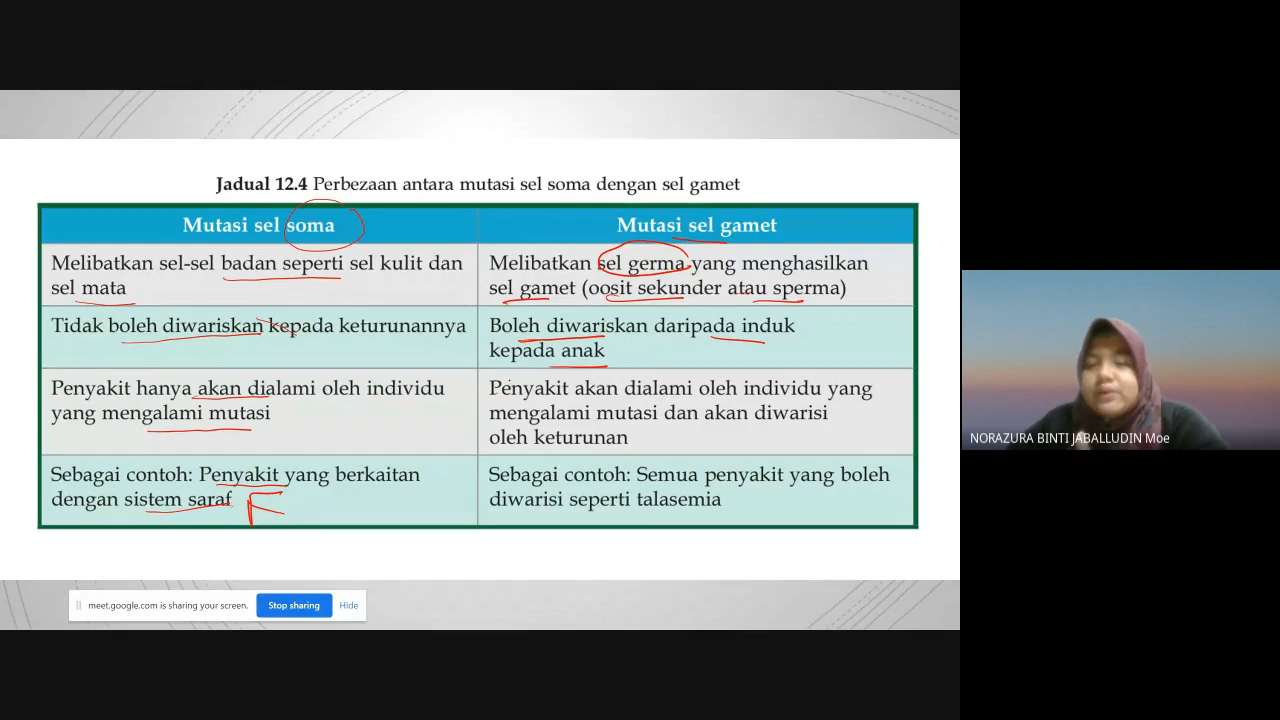 Jadual 12.4 Perbezaan antara mutasi sel soma dengan sel gamet
Mutasi sel soma
Mutasi sel gamet
Melibatkan sel-sel badan seperti sel kulit dan
sel mata
Melibatkan sel germa yang menghasilkan
sel gamet (oosit sekunder atau sperma)
Tidak boleh diwariskan kepada keturunannya
Boleh diwariskan daripada induk
kepada anak
Penyakit hanya akan dialami oleh individu
yang mengalami mutasi
Penyakit akan dialami oleh individu yang
mengalami mutasi dan akan diwarisi
oleh keturunan
Sebagai contoh: Penyakit yang berkaitan
dengan sistem saraf
Sebagai contoh: Semua penyakit yang boleh
diwarisi seperti talasemia
meet.google.com is sharing your screen.
Stop sharing
Hide
NORAZURA BINTI JABALLUDIN Moe